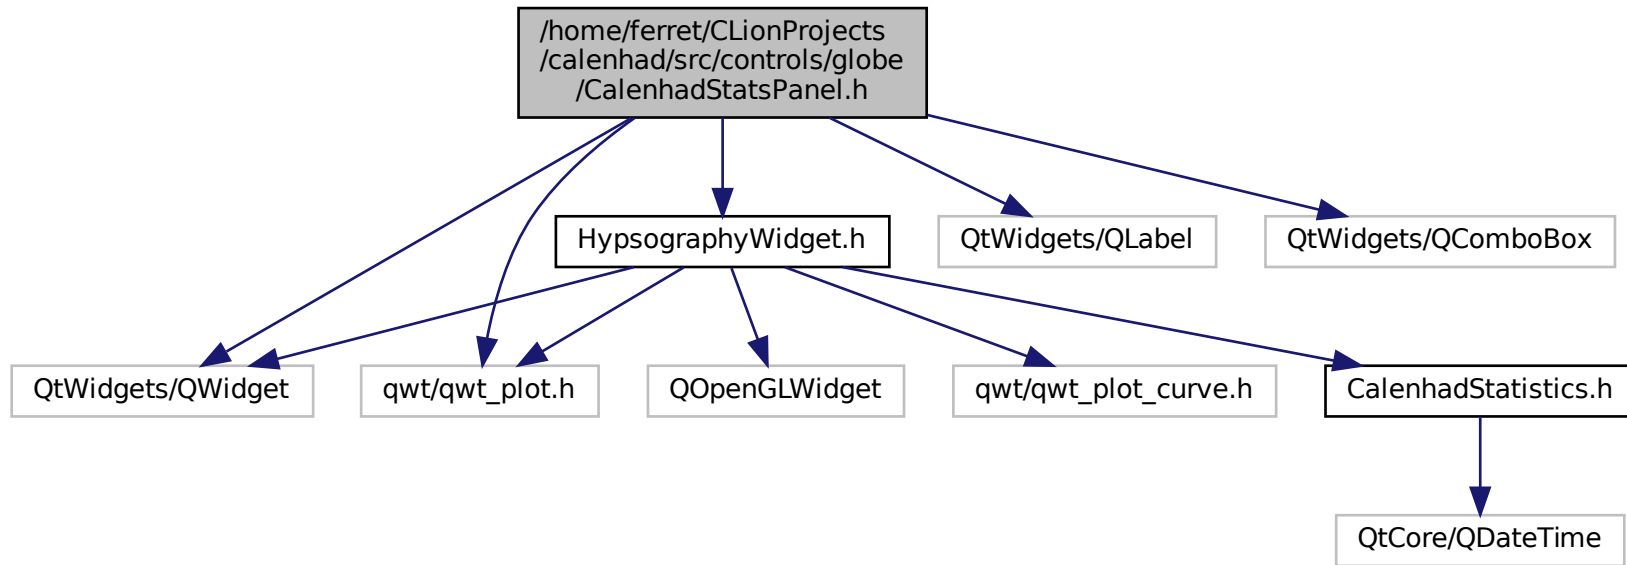 /home/ferret/CLionProjects
/calenhad/src/controls/globe
/CalenhadStatsPanel.h
HypsographyWidget.h
QtWidgets/QLabel
QtWidgets/QComboBox
QtWidgets/QWidget
qwt/qwt_plot.h
QOpenGLWidget
qwt/qwt_plot_curve.h
CalenhadStatistics.h
QtCore/QDateTime